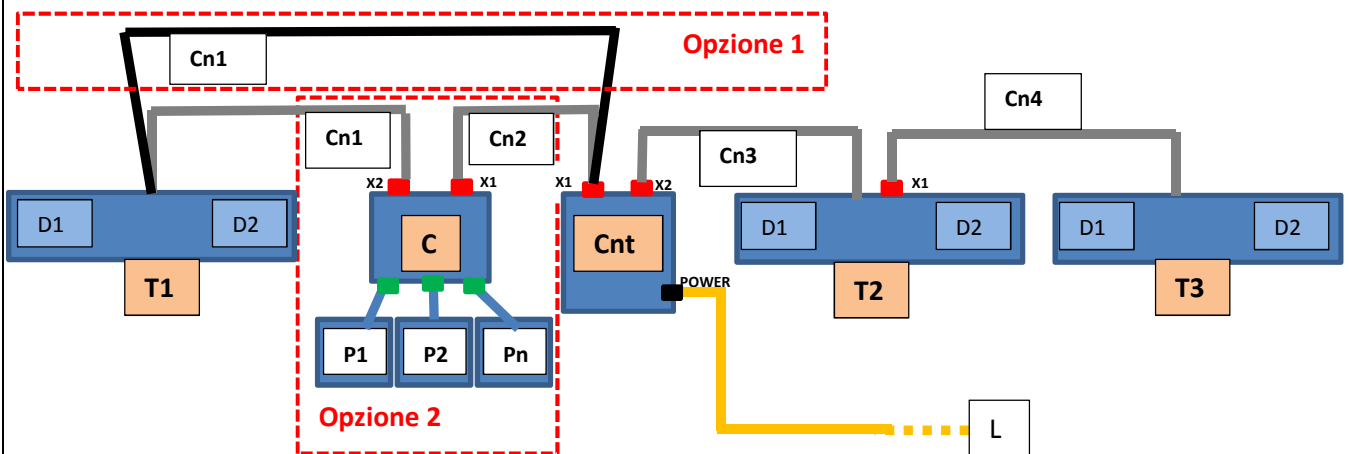 Opzione 1
Cn1
Cn4
Cn1
Cn2
Cn3
X2
X1
X1
X2
X1
D1
D2
C
Cnt
D1
D2
D1
D2
T1
POWER
T2
T3
P1
P2
Pn
Opzione 2
L